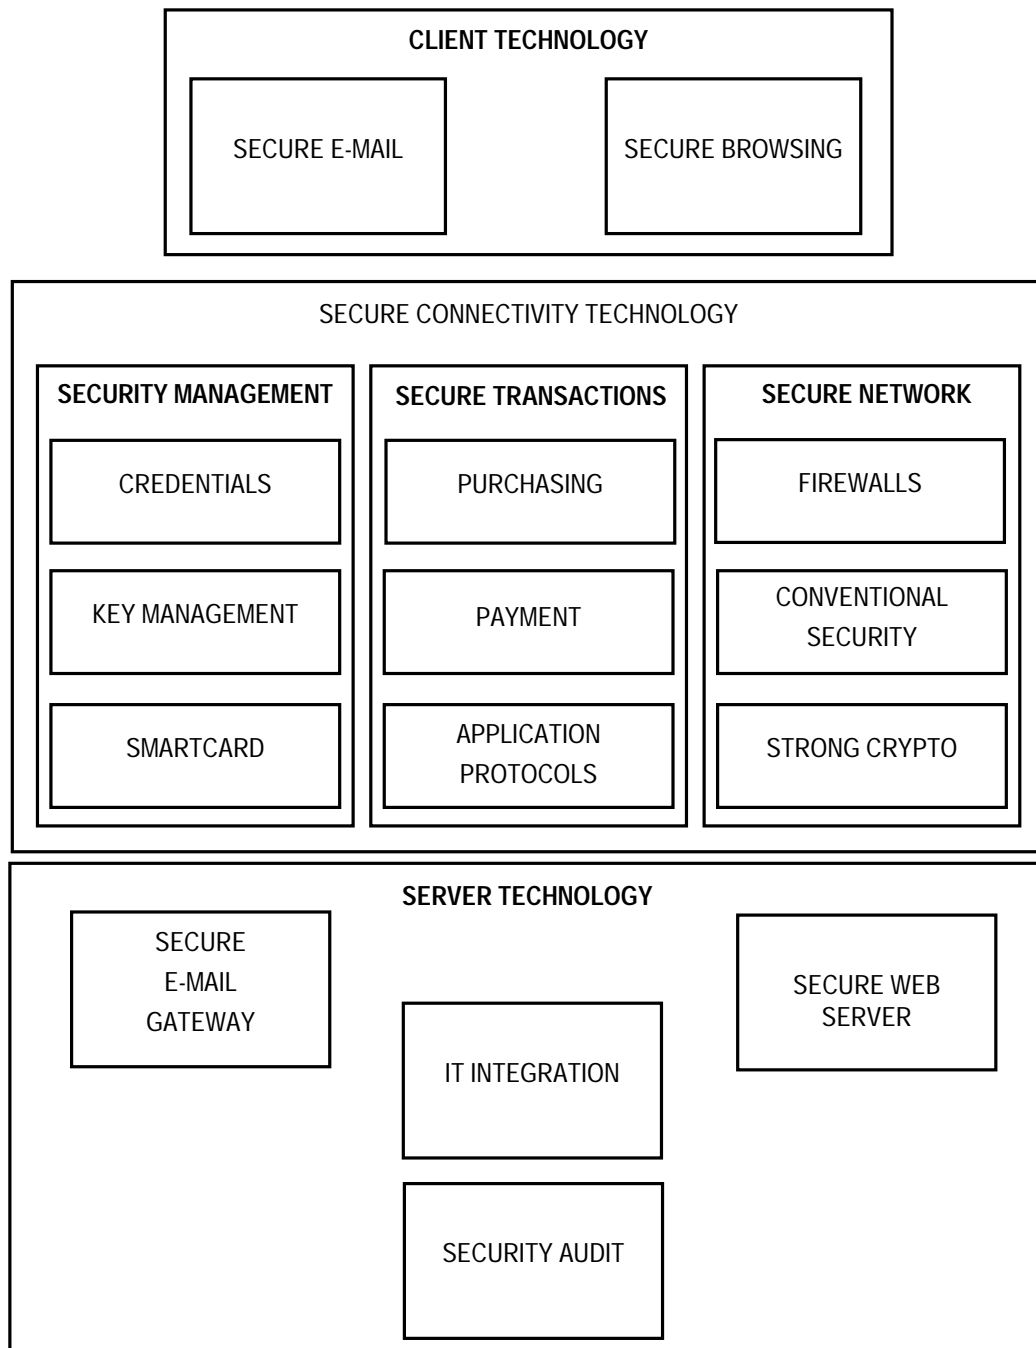 CLIENT TECHNOLOGY
SECURE E-MAIL
SECURE BROWSING
SECURE CONNECTIVITY TECHNOLOGY
SECURITY MANAGEMENT
CREDENTIALS
KEY MANAGEMENT
SMARTCARD
SECURE TRANSACTIONS
PURCHASING
PAYMENT
APPLICATION
PROTOCOLS
SECURE NETWORK
FIREWALLS
CONVENTIONAL
SECURITY
STRONG CRYPTO
SERVER TECHNOLOGY
SECURE
E-MAIL
GATEWAY
IT INTEGRATION
SECURITY AUDIT
SECURE WEB
SERVER